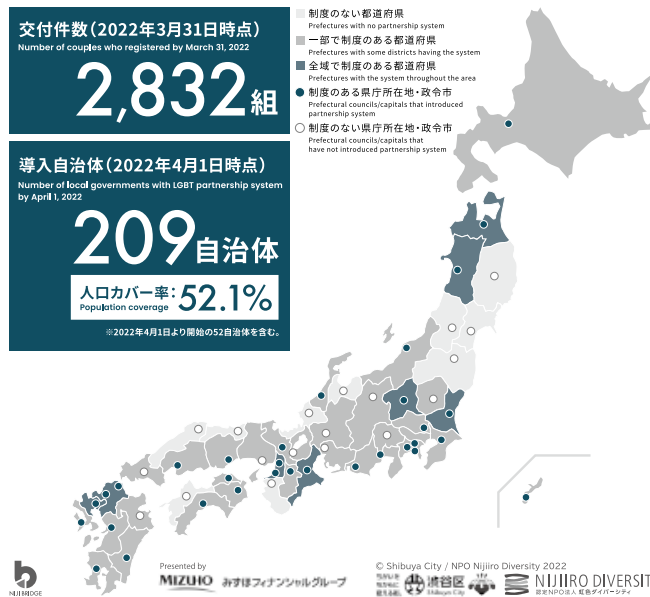 交付件数(2022年3月31日時点)
Number of couples who registered by March 31, 2022
2,832組
導入自治体(2022年4月1日時点)
Number of local governments with LGBT partnership system
by April 1, 2022
209自治体
人口カバー率:52.1%
Population coverage
※2022年4月1日より開始の52自治体を含む。
制度のない都道府県
Prefectures with no partnership system
一部で制度のある都道府県
Prefectures with some districts having the system
全域で制度のある都道府県
Prefectures with the system throughout the area
制度のある県庁所在地・政令市
Prefectural councils/capitals that introduced
partnership system
制度のない県庁所在地・政令市
Prefectural councils/capitals that
have not introduced partnership system
NIJI BRIDGE
Presented by
MIZUHO みずほフィナンシャルグループ
© Shibuya City / NPO Nijiiro Diversity 2022
渋谷区
Shibuya City
NIJIIRO DIVERSIT
認定NPO法人 虹色ダイバーシティ